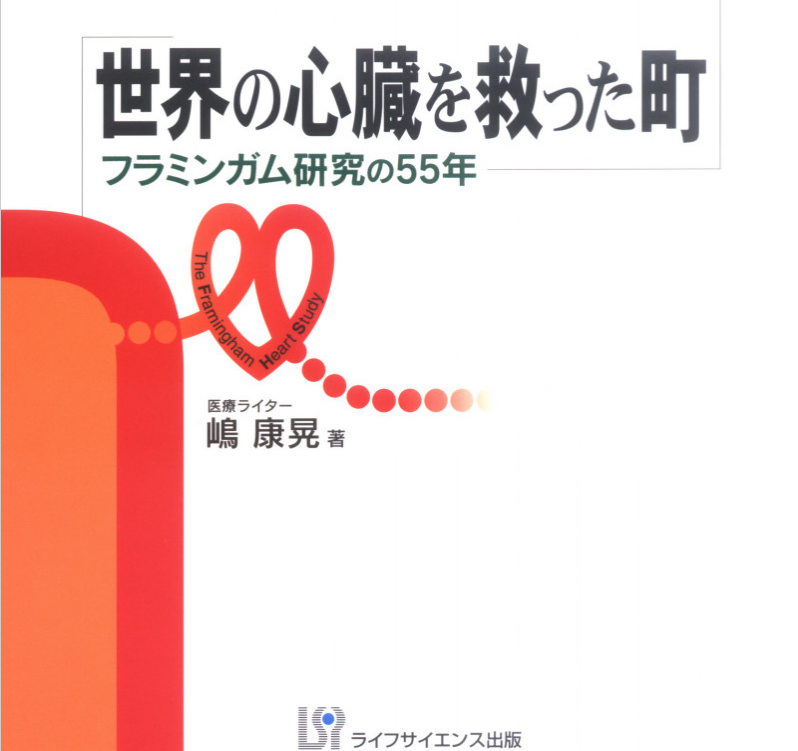 世界の心臓を救った町
フラミンガム研究の55年
The Framingham Heart Study
医療ライター
嶋 康晃 著
LSP ライフサイエンス出版